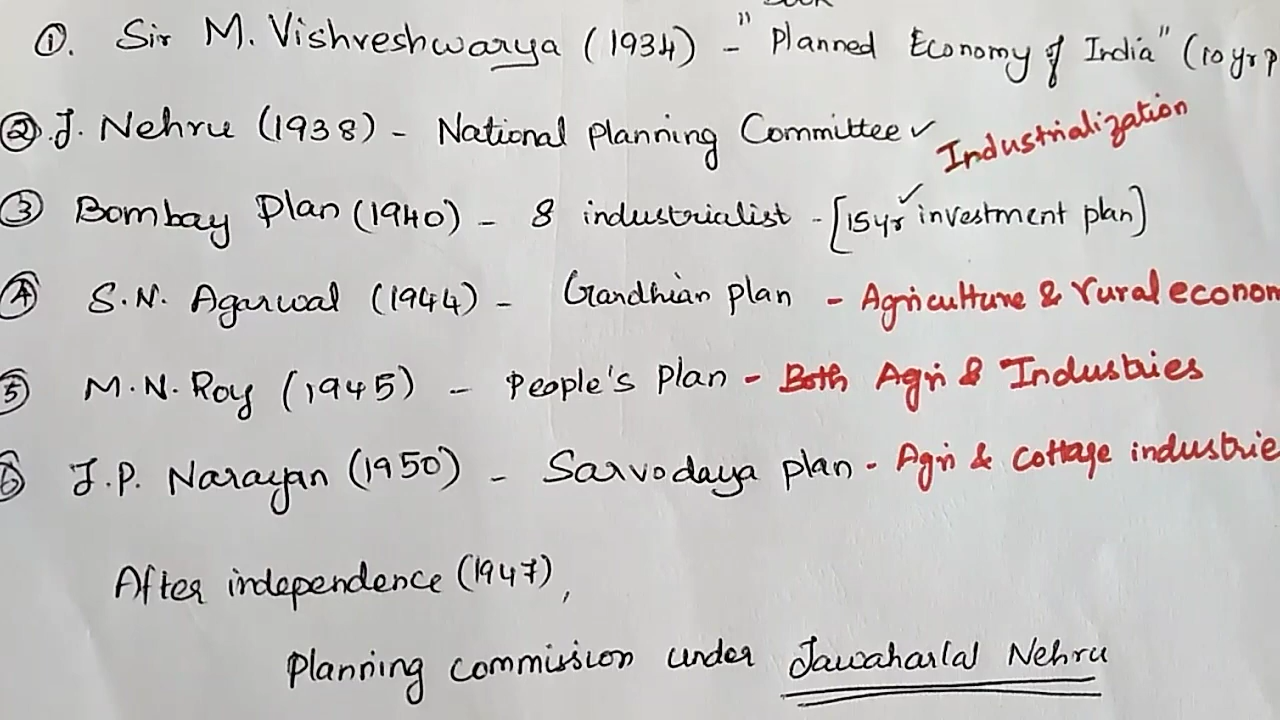 ①. Sir M. Vishveshwarya (1934) - "Planned Economy of India" (10 yr p
②. J. Nehru (1938) - National Planning Committee ✓ Industrialization
③ Bombay Plan (1940) - 8 industrialist - [15 yr ✓ investment plan]
④ S.N. Agarwal (1944) - Gandhian plan - Agriculture & rural econom
⑤ M.N. Roy (1945) - People's Plan - Both Agri & Industries
⑥ J.P. Narayan (1950) - Sarvodaya plan - Agri & cottage industrie
After independence (1947),
Planning commission under Jawaharlal Nehru